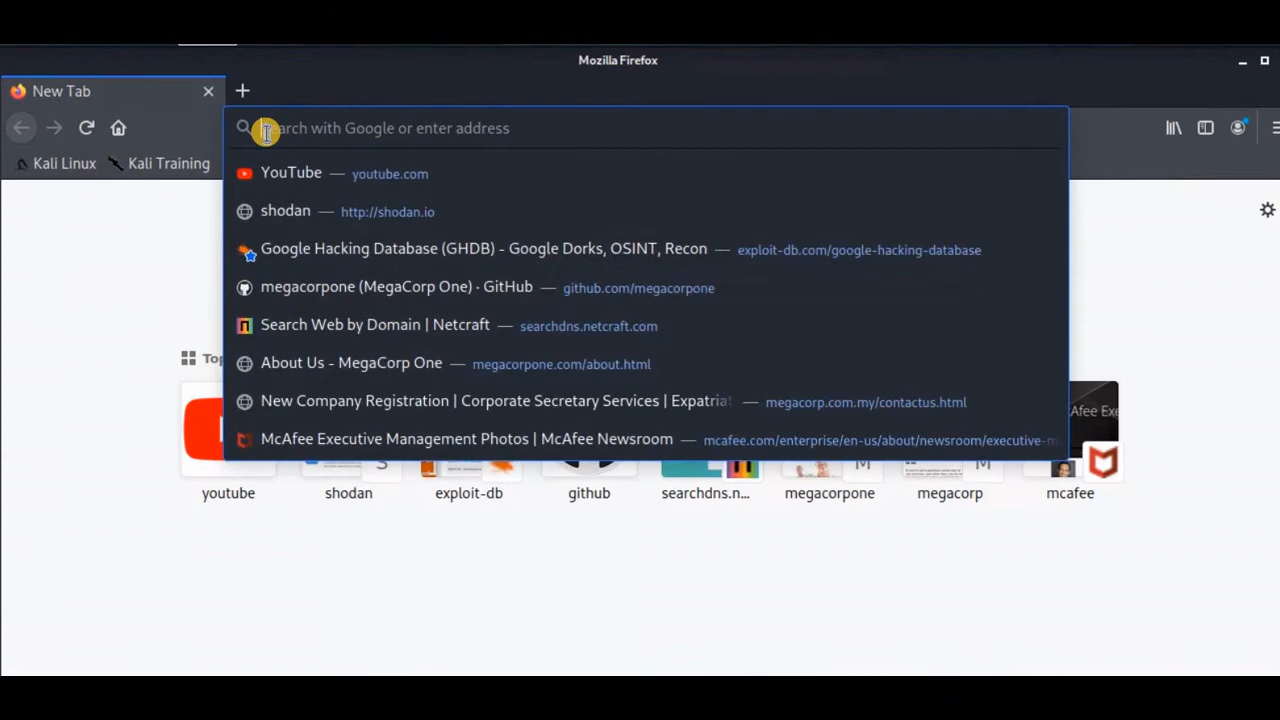 Mozilla Firefox
New Tab
Search with Google or enter address
Kali Linux
Kali Training
YouTube — youtube.com
shodan — http://shodan.io
Google Hacking Database (GHDB) - Google Dorks, OSINT, Recon — exploit-db.com/google-hacking-database
megacorpone (MegaCorp One) · GitHub — github.com/megacorpone
Search Web by Domain | Netcraft — searchdns.netcraft.com
Top
About Us - MegaCorp One — megacorpone.com/about.html
New Company Registration | Corporate Secretary Services | Expatriat — megacorp.com.my/contactus.html
Afee Exe
McAfee Executive Management Photos | McAfee Newsroom — mcafee.com/enterprise/en-us/about/newsroom/executive-m
S
M
M
youtube
shodan
exploit-db
github
searchdns.n...
megacorpone
megacorp
mcafee